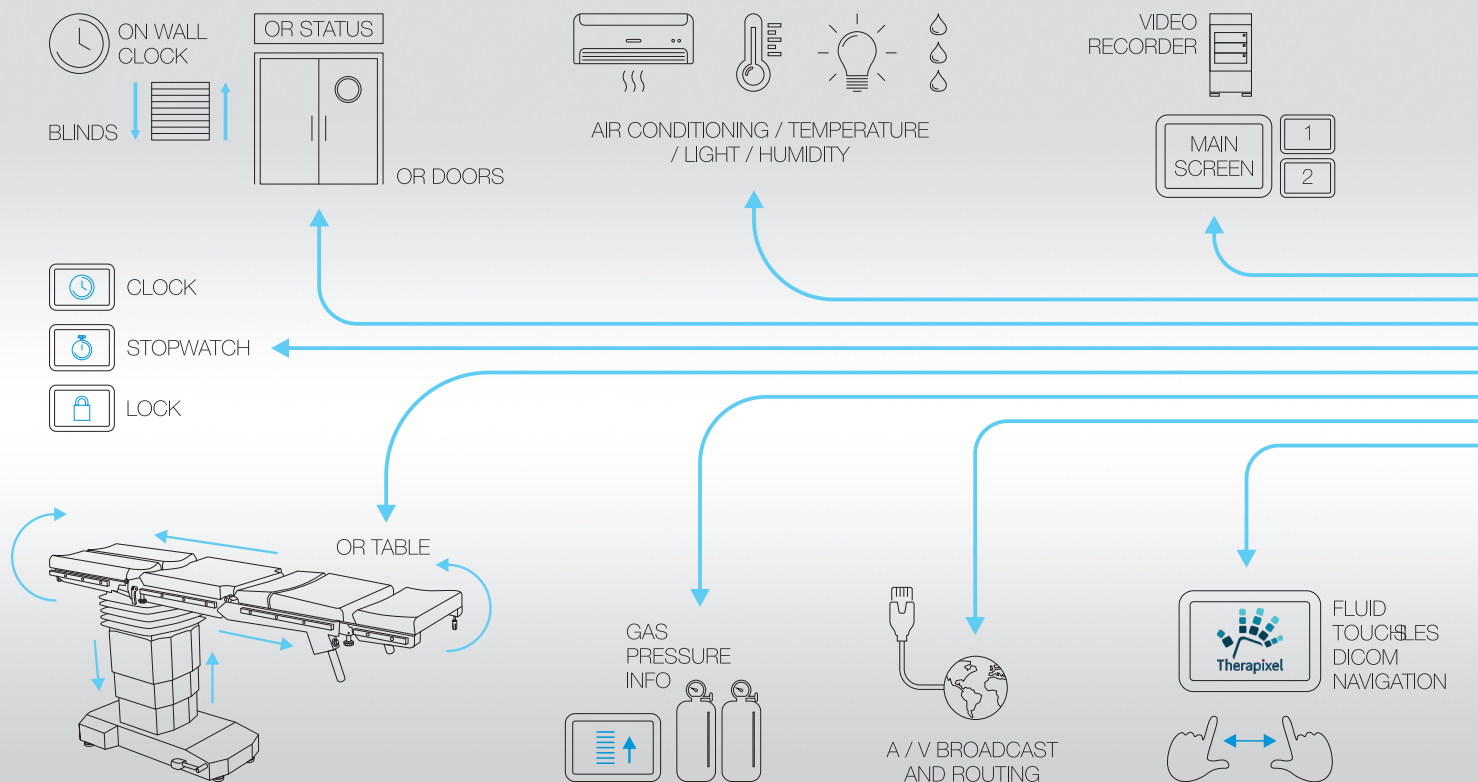 ON WALL
CLOCK
OR STATUS
BLINDS
OR DOORS
AIR CONDITIONING / TEMPERATURE
/ LIGHT / HUMIDITY
VIDEO
RECORDER
MAIN
SCREEN
1
2
CLOCK
STOPWATCH
LOCK
OR TABLE
GAS
PRESSURE
INFO
A / V BROADCAST
AND ROUTING
Therapixel
FLUID
TOUCHSLES
DICOM
NAVIGATION